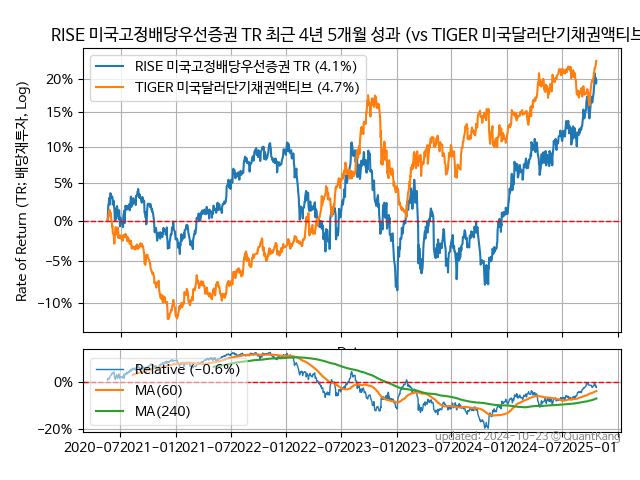 RISE 미국고정배당우선증권 TR 최근 4년 5개월 성과 (vs TIGER 미국달러단기채권액티브
Rate of Return (TR: 배당재투자, Log)
RISE 미국고정배당우선증권 TR (4.1%)
TIGER 미국달러단기채권액티브 (4.7%)
20%
15%
10%
5%
0%
−5%
−10%
Relative (−0.6%)
MA(60)
MA(240)
0%
−20%
updated: 2024-10-23 © QuantKang
2020-07 2021-01 2021-07 2022-01 2022-07 2023-01 2023-07 2024-01 2024-07 2025-01